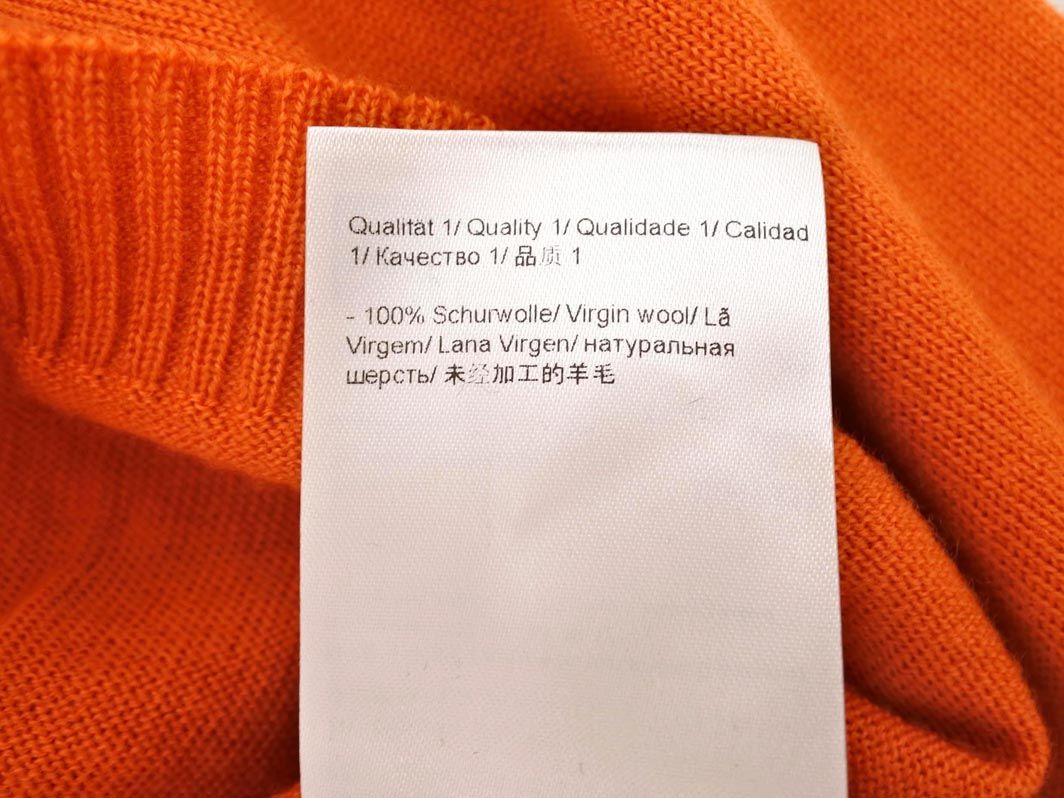 Qualität 1/ Quality 1/ Qualidade 1/ Calidad
1/ Качество 1/ 品质 1
- 100% Schurwolle/ Virgin wool/ Lã
Virgem/ Lana Virgen/ натуральная
шерсть/ 未经加工的羊毛